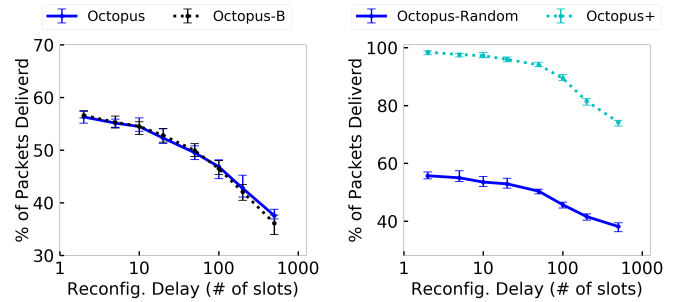 Octopus
Octopus-B
% of Packets Deliverd
70
60
50
40
30
1
10
100
1000
Reconfig. Delay (# of slots)
Octopus-Random
Octopus+
% of Packets Deliverd
100
80
60
40
1
10
100
1000
Reconfig. Delay (# of slots)